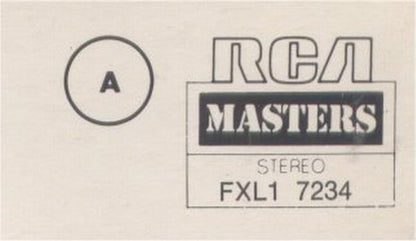 A
RCA
MASTERS
STEREO
FXL1 7234